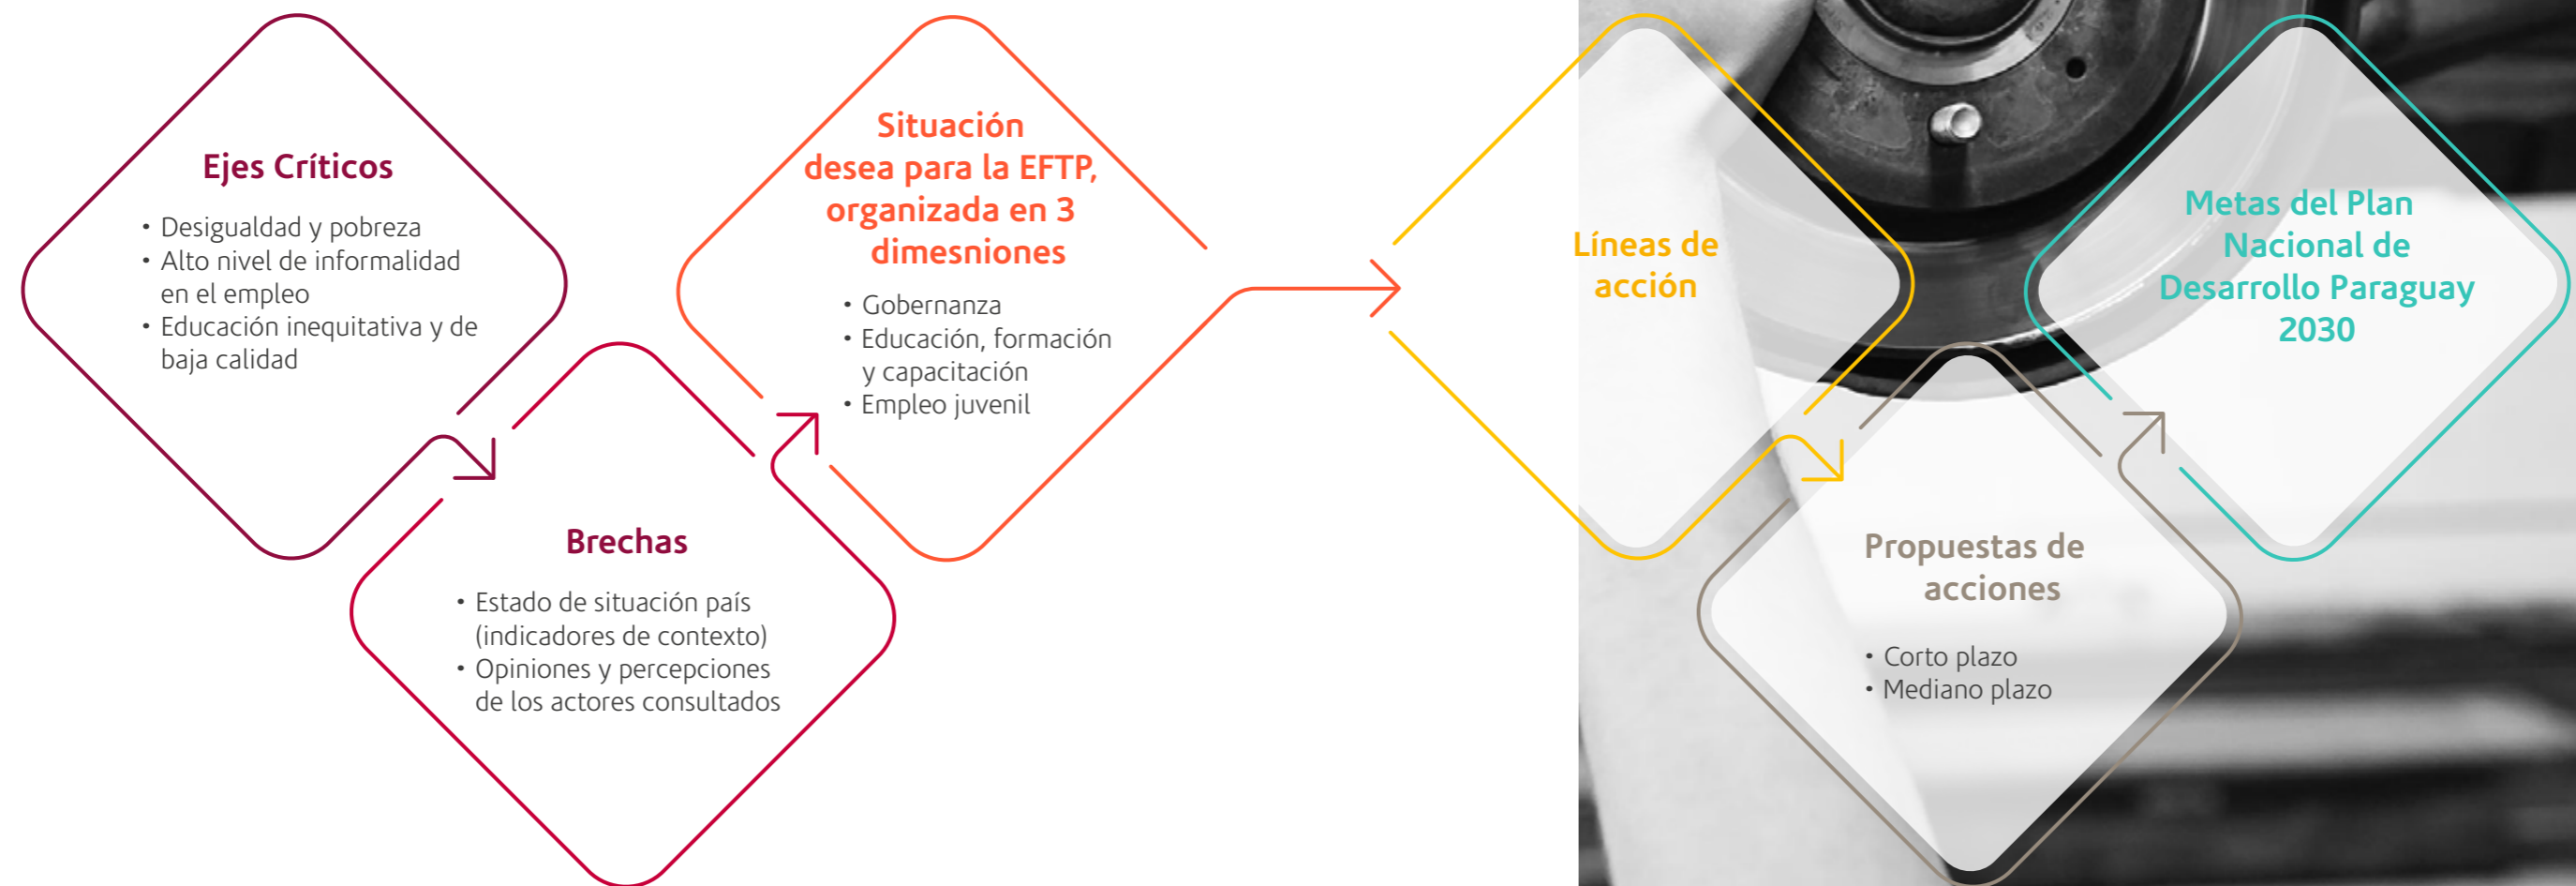 Ejes Críticos
• Desigualdad y pobreza
• Alto nivel de informalidad
en el empleo
• Educación inequitativa y de
baja calidad
Brechas
• Estado de situación país
(indicadores de contexto)
• Opiniones y percepciones
de los actores consultados
Situación
desea para la EFTP,
organizada en 3
dimesniones
• Gobernanza
• Educación, formación
y capacitación
• Empleo juvenil
Líneas de
acción
Propuestas de
acciones
• Corto plazo
• Mediano plazo
Metas del Plan
Nacional de
Desarrollo Paraguay
2030